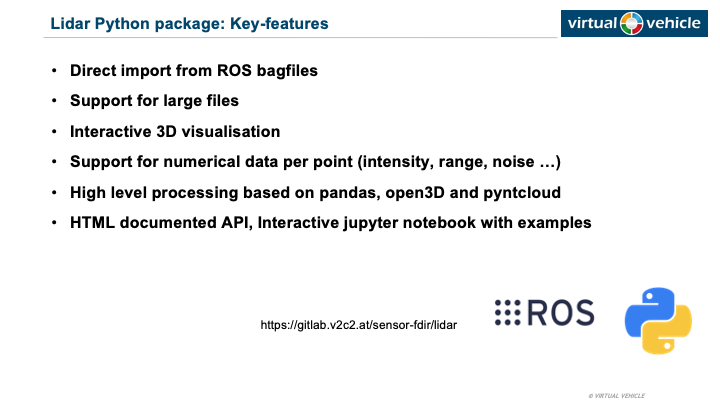 Lidar Python package: Key-features
virtual vehicle
• Direct import from ROS bagfiles
• Support for large files
• Interactive 3D visualisation
• Support for numerical data per point (intensity, range, noise …)
• High level processing based on pandas, open3D and pyntcloud
• HTML documented API, Interactive jupyter notebook with examples
https://gitlab.v2c2.at/sensor-fdir/lidar
ROS
© VIRTUAL VEHICLE